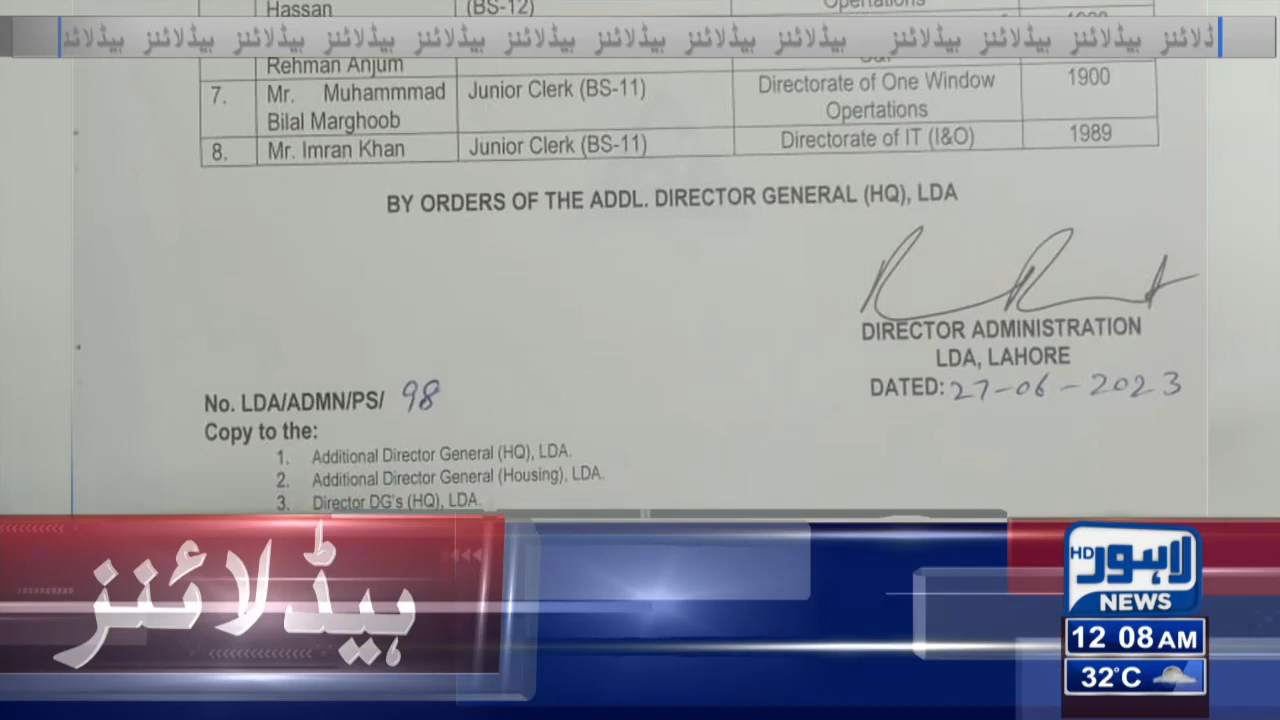 Hassan
(BS-12)
ہیڈلائنز ہیڈلائنز ہیڈلائنز ہیڈلائنز ہیڈلائنز ہیڈلائنز ہیڈلائنز ہیڈلائنز ہیڈلائنز ہیڈلائنز ہیڈلائنز ہیڈلائنز
Rehman Anjum
7. Mr. Muhammmad Junior Clerk (BS-11) Directorate of One Window 1900
Bilal Marghoob Opertations
8. Mr. Imran Khan Junior Clerk (BS-11) Directorate of IT (I&O) 1989
BY ORDERS OF THE ADDL. DIRECTOR GENERAL (HQ), LDA
DIRECTOR ADMINISTRATION
LDA, LAHORE
DATED: 27-06-2023
No. LDA/ADMN/PS/ 98
Copy to the:
1. Additional Director General (HQ), LDA.
2. Additional Director General (Housing), LDA.
3. Director DG's (HQ), LDA.
ہیڈلائنز
HD لاہور
NEWS
12 08 AM
32°C